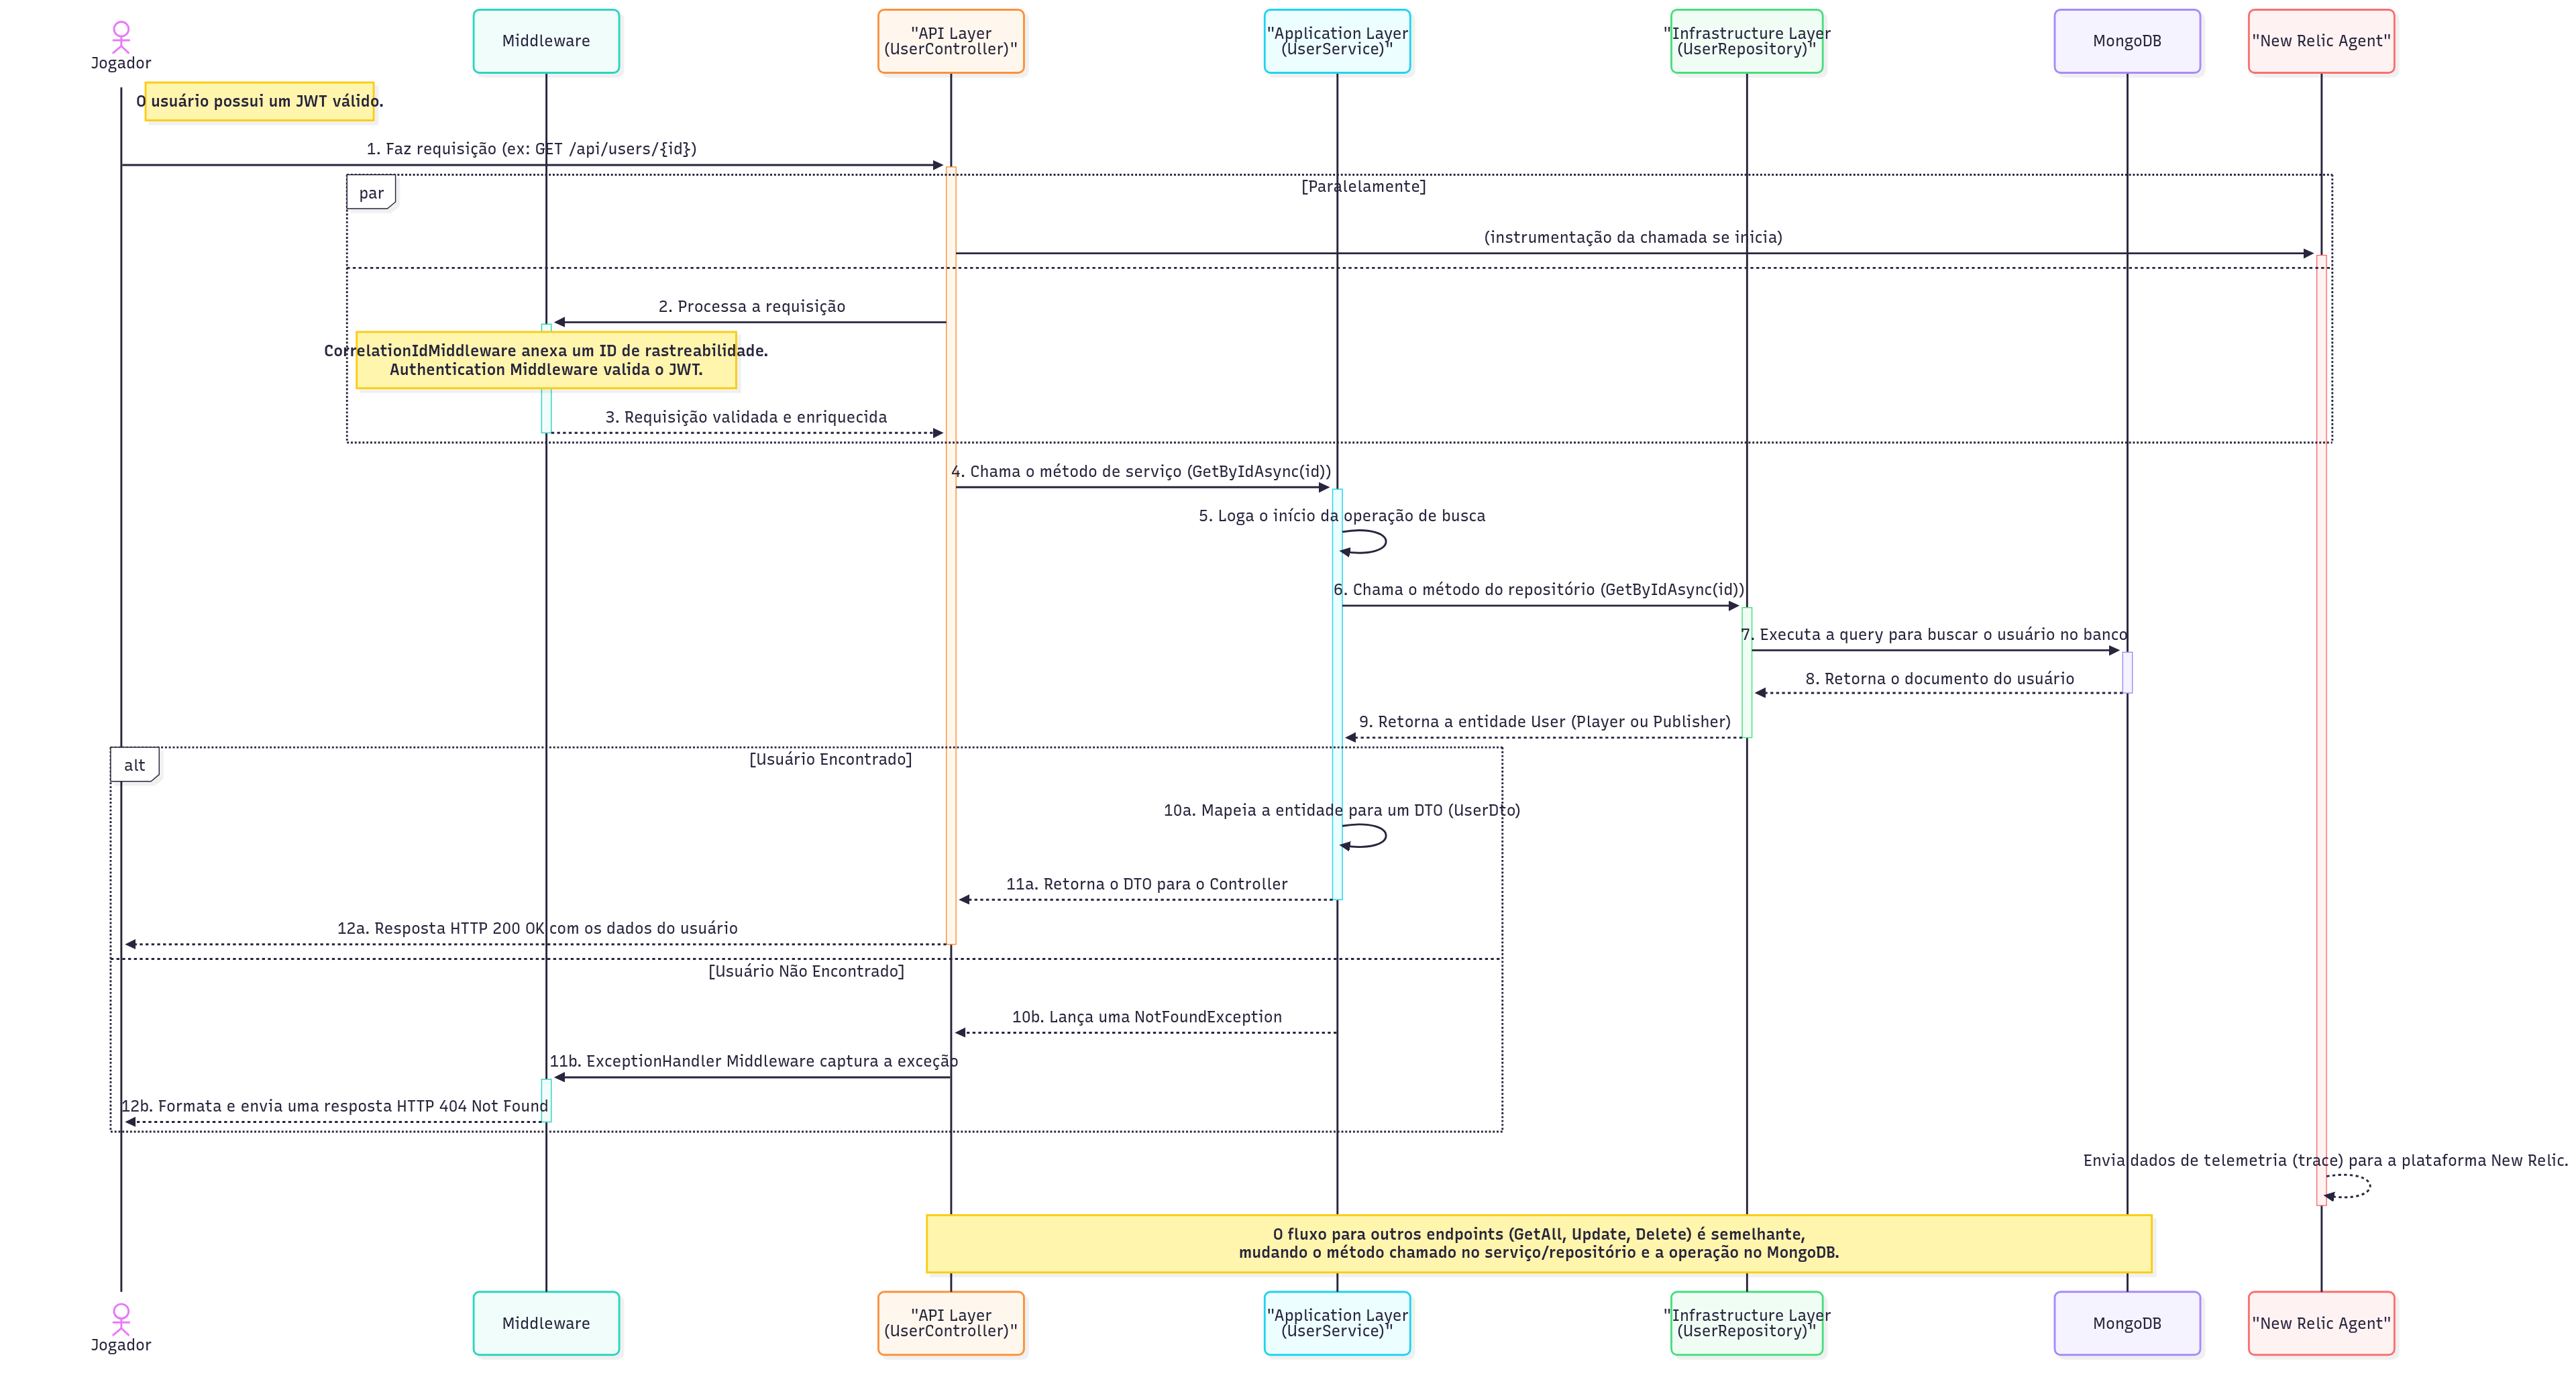 Jogador
Middleware
"API Layer
(UserController)"
"Application Layer
(UserService)"
"Infrastructure Layer
(UserRepository)"
MongoDB
"New Relic Agent"
O usuário possui um JWT válido.
1. Faz requisição (ex: GET /api/users/{id})
par
[Paralelamente]
(instrumentação da chamada se inicia)
2. Processa a requisição
CorrelationIdMiddleware anexa um ID de rastreabilidade.
Authentication Middleware valida o JWT.
3. Requisição validada e enriquecida
4. Chama o método de serviço (GetByIdAsync(id))
5. Loga o início da operação de busca
6. Chama o método do repositório (GetByIdAsync(id))
7. Executa a query para buscar o usuário no banco
8. Retorna o documento do usuário
9. Retorna a entidade User (Player ou Publisher)
alt
[Usuário Encontrado]
10a. Mapeia a entidade para um DTO (UserDto)
11a. Retorna o DTO para o Controller
12a. Resposta HTTP 200 OK com os dados do usuário
[Usuário Não Encontrado]
10b. Lança uma NotFoundException
11b. ExceptionHandler Middleware captura a exceção
12b. Formata e envia uma resposta HTTP 404 Not Found
Envia dados de telemetria (trace) para a plataforma New Relic.
O fluxo para outros endpoints (GetAll, Update, Delete) é semelhante,
mudando o método chamado no serviço/repositório e a operação no MongoDB.
Jogador
Middleware
"API Layer
(UserController)"
"Application Layer
(UserService)"
"Infrastructure Layer
(UserRepository)"
MongoDB
"New Relic Agent"